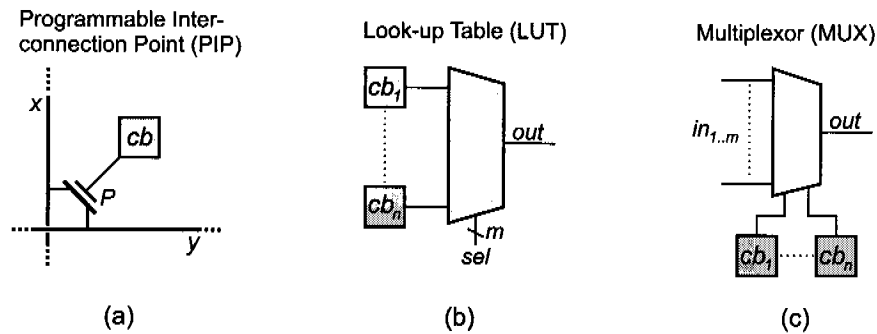 Programmable Inter-
connection Point (PIP)
x
cb
P
y
(a)
Look-up Table (LUT)
cb1
out
cbn
m
sel
(b)
Multiplexor (MUX)
in1..m
out
cb1
cbn
(c)